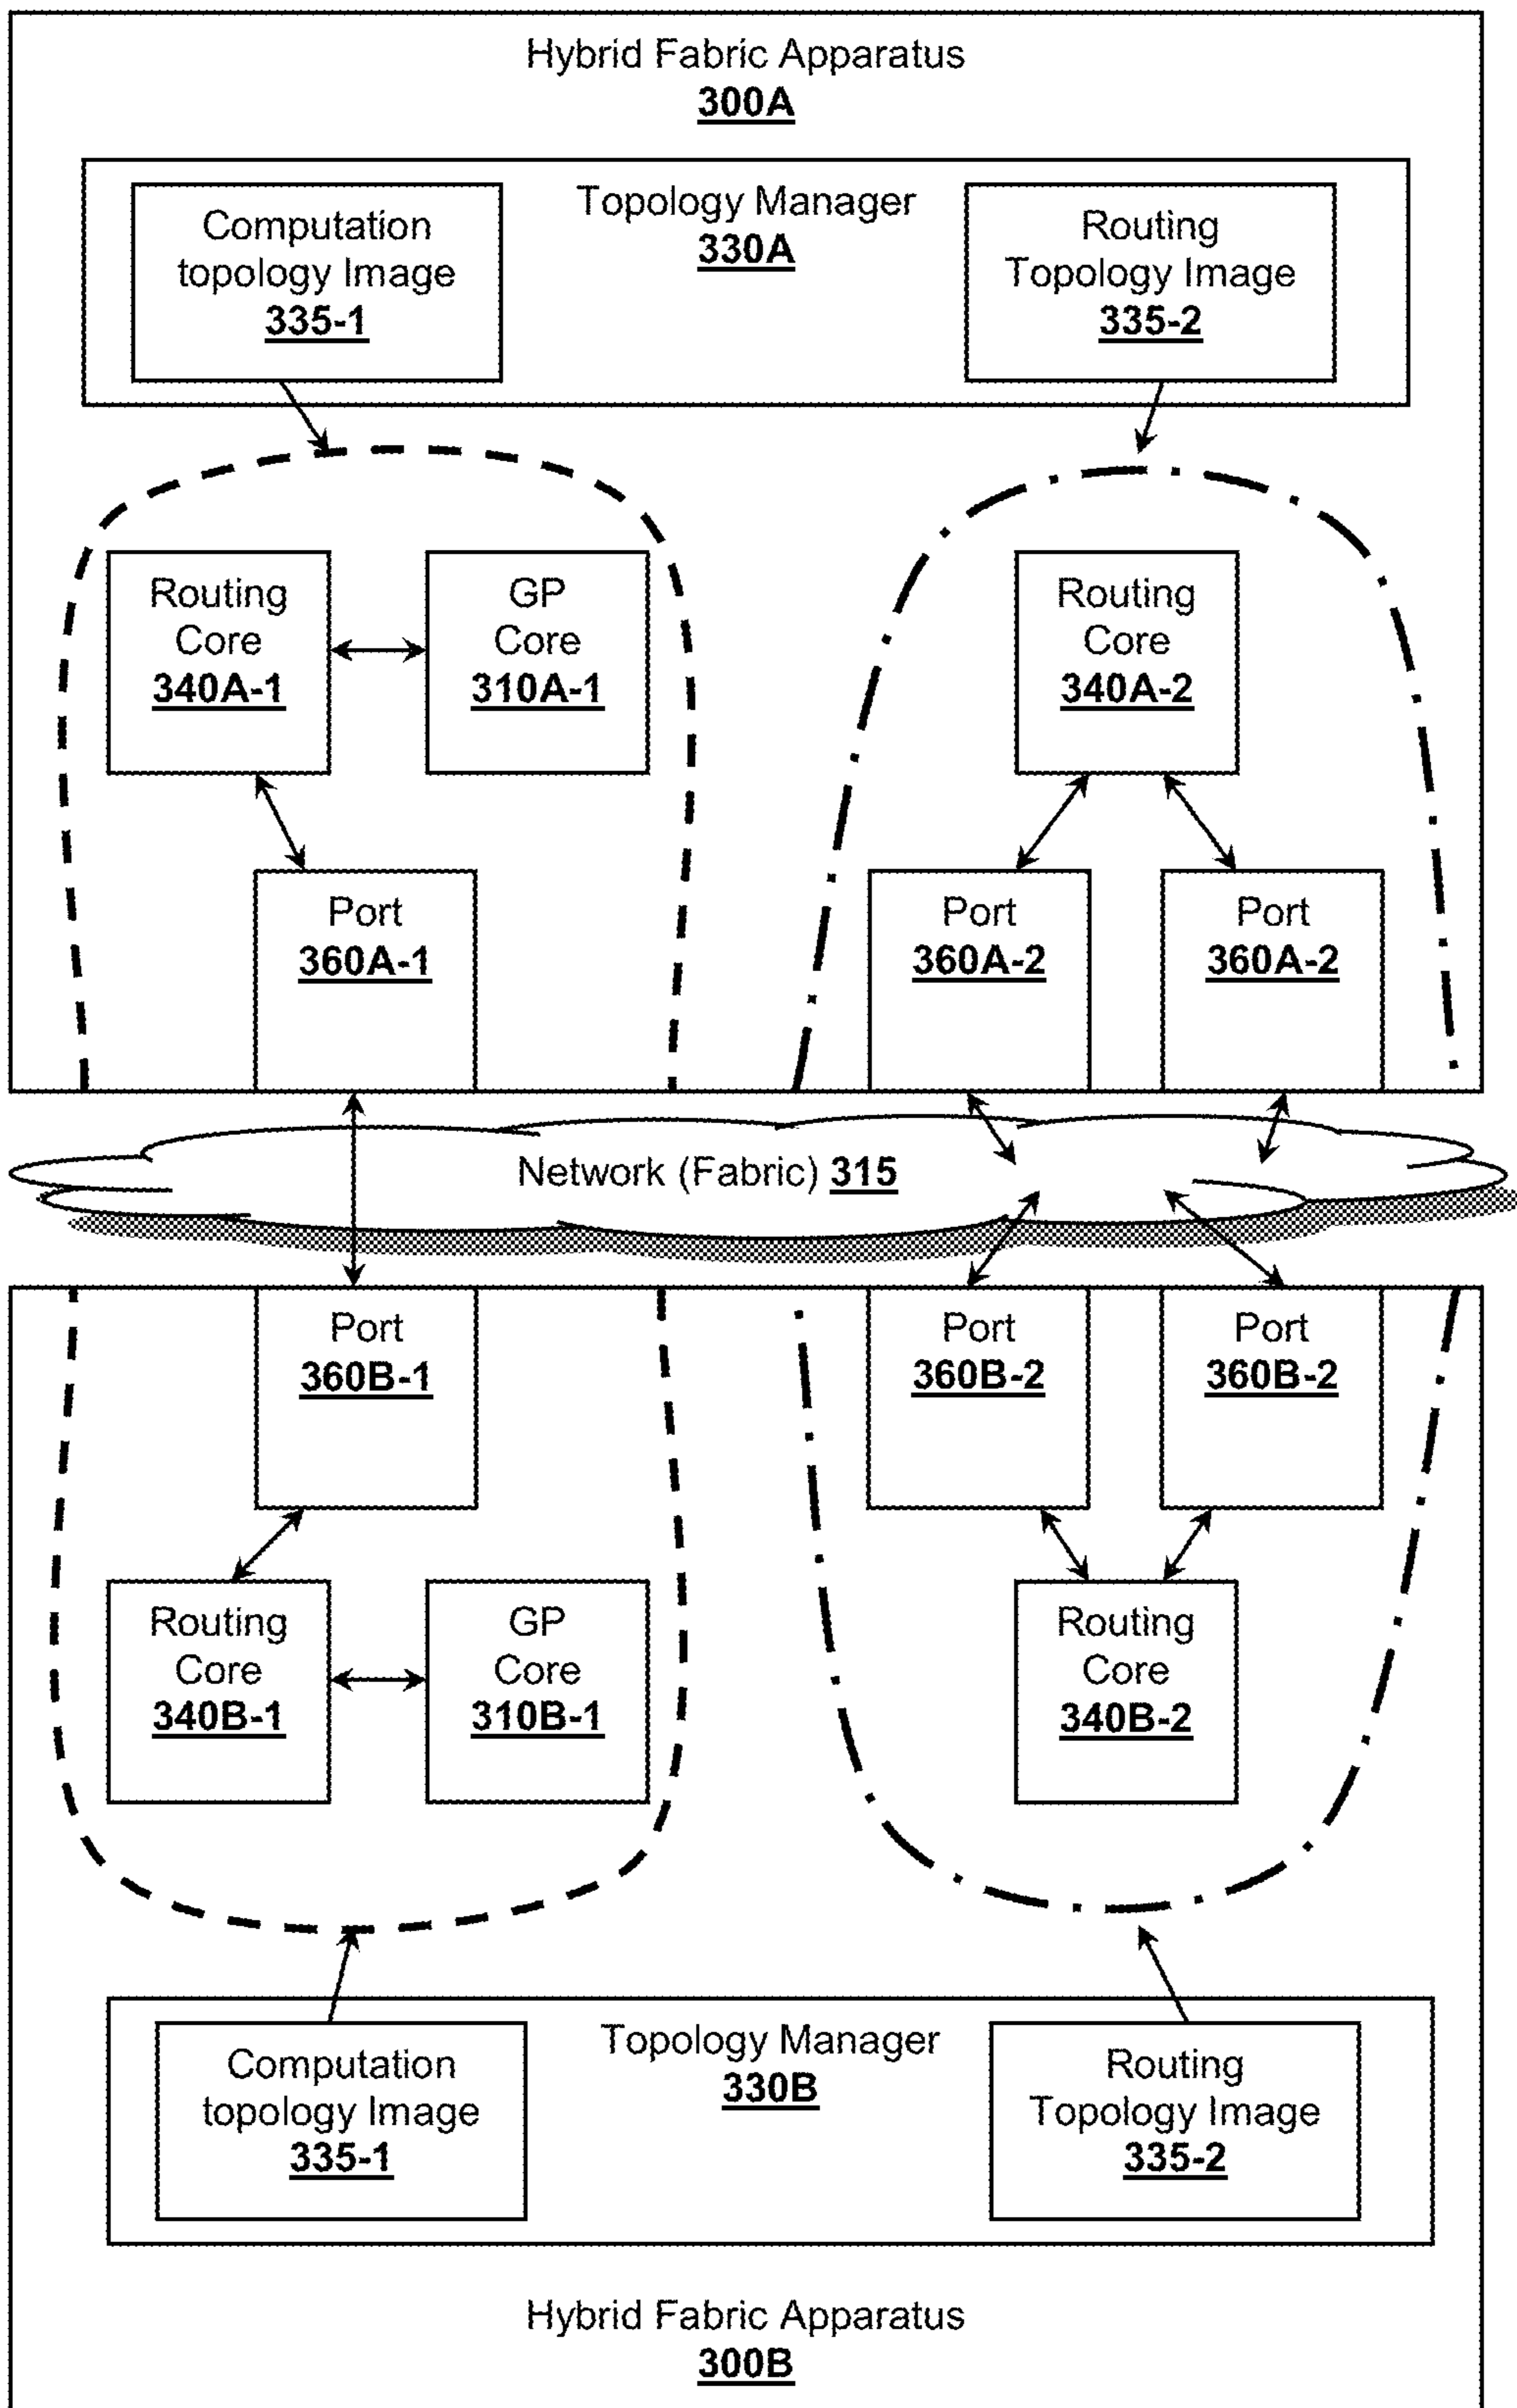 Hybrid Fabric Apparatus
300A
Topology Manager
330A
Computation
topology Image
335-1
Routing
Topology Image
335-2
Routing
Core
340A-1
GP
Core
310A-1
Routing
Core
340A-2
Port
360A-1
Port
360A-2
Port
360A-2
Network (Fabric) 315
Port
360B-1
Port
360B-2
Port
360B-2
Routing
Core
340B-1
GP
Core
310B-1
Routing
Core
340B-2
Computation
topology Image
335-1
Topology Manager
330B
Routing
Topology Image
335-2
Hybrid Fabric Apparatus
300B